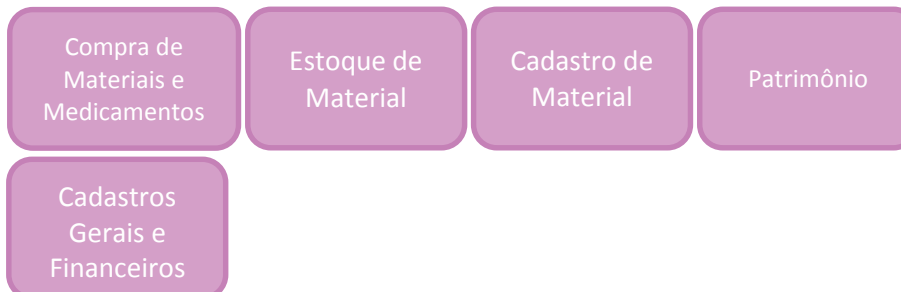 Compra de
Materiais e
Medicamentos
Estoque de
Material
Cadastro de
Material
Patrimônio
Cadastros
Gerais e
Financeiros